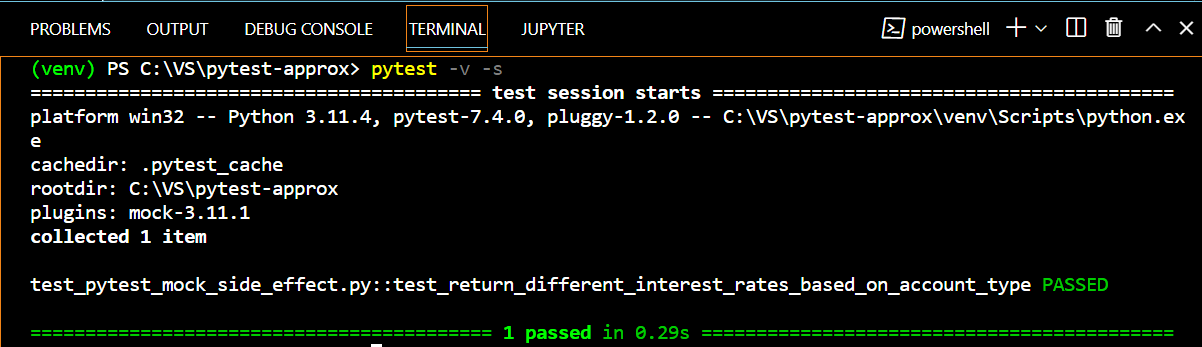 PROBLEMS OUTPUT DEBUG CONSOLE TERMINAL JUPYTER powershell
(venv) PS C:\VS\pytest-approx> pytest -v -s
========================================= test session starts ==========================================
platform win32 -- Python 3.11.4, pytest-7.4.0, pluggy-1.2.0 -- C:\VS\pytest-approx\venv\Scripts\python.ex
e
cachedir: .pytest_cache
rootdir: C:\VS\pytest-approx
plugins: mock-3.11.1
collected 1 item
test_pytest_mock_side_effect.py::test_return_different_interest_rates_based_on_account_type PASSED
========================================== 1 passed in 0.29s ===========================================